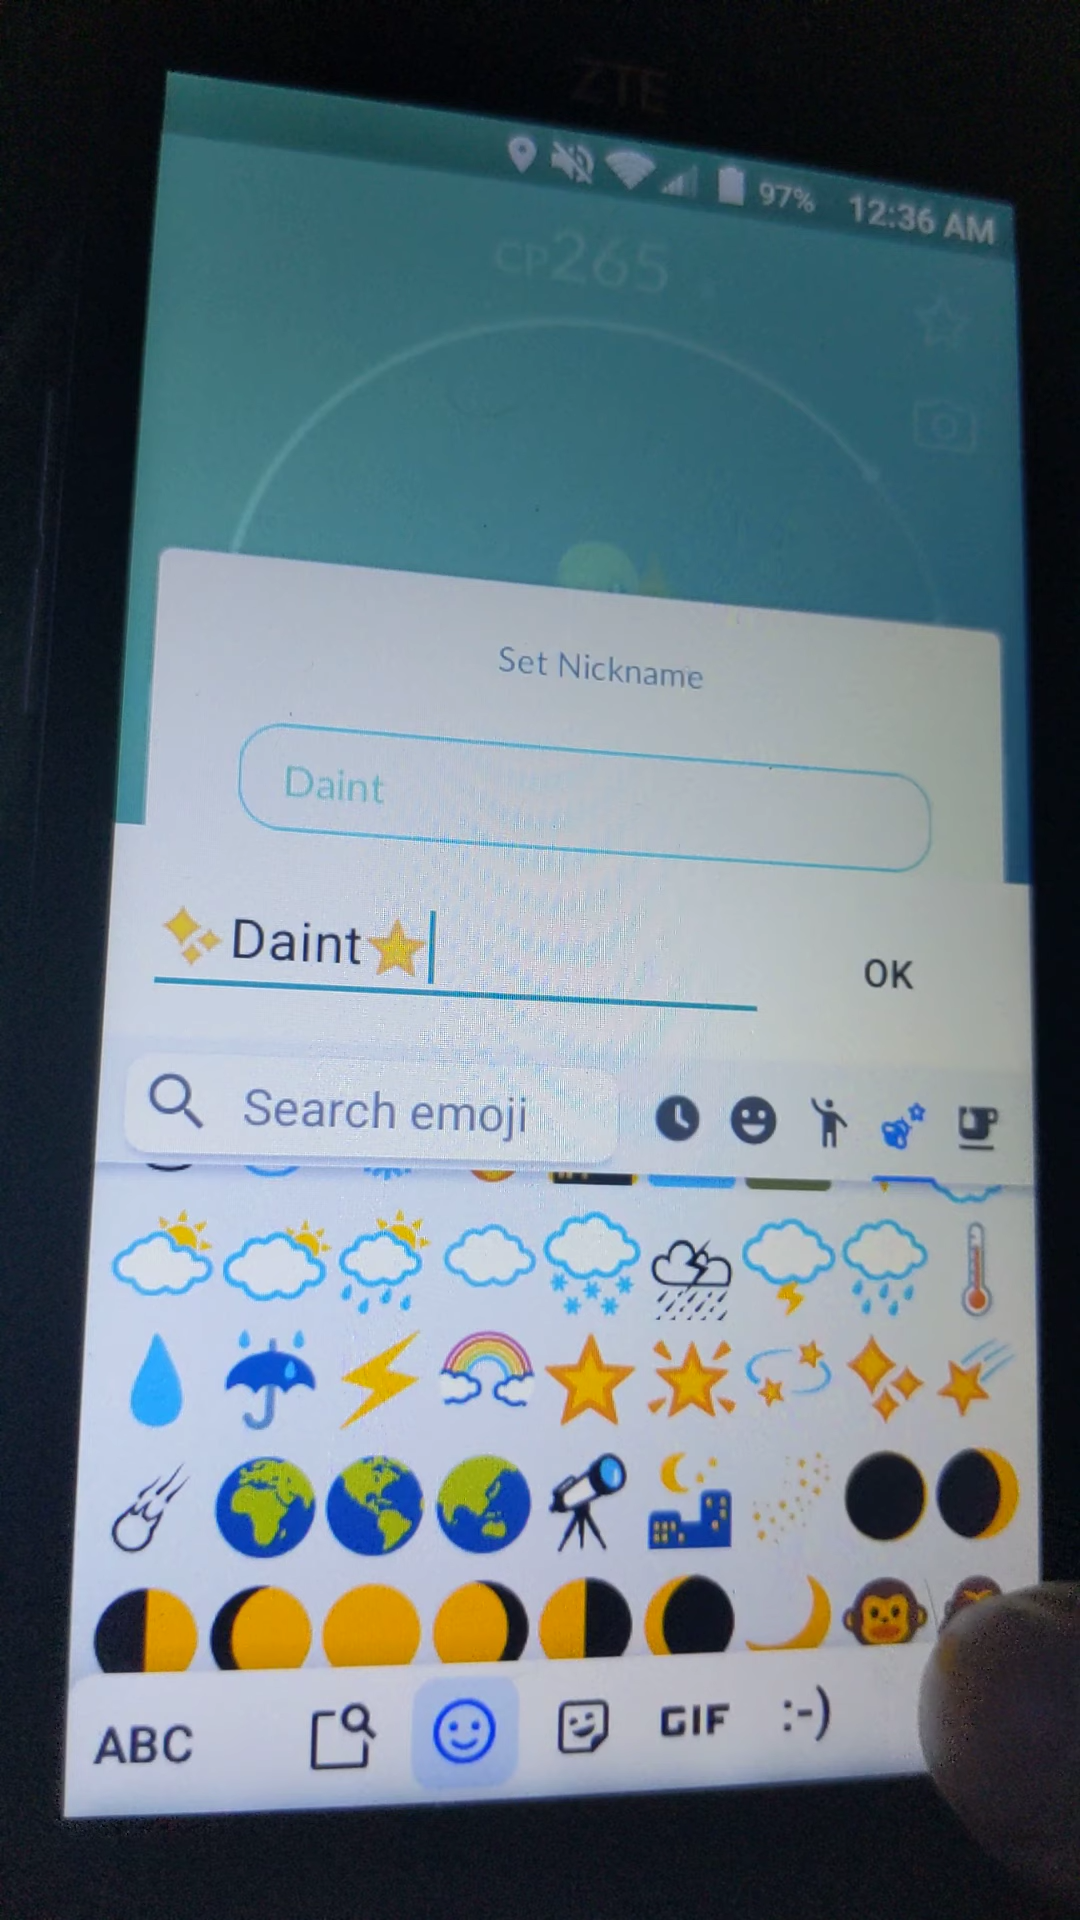 ZTE
97% 12:36 AM
CP265
Set Nickname
Daint
✨Daint⭐
OK
Search emoji
ABC
GIF :-)